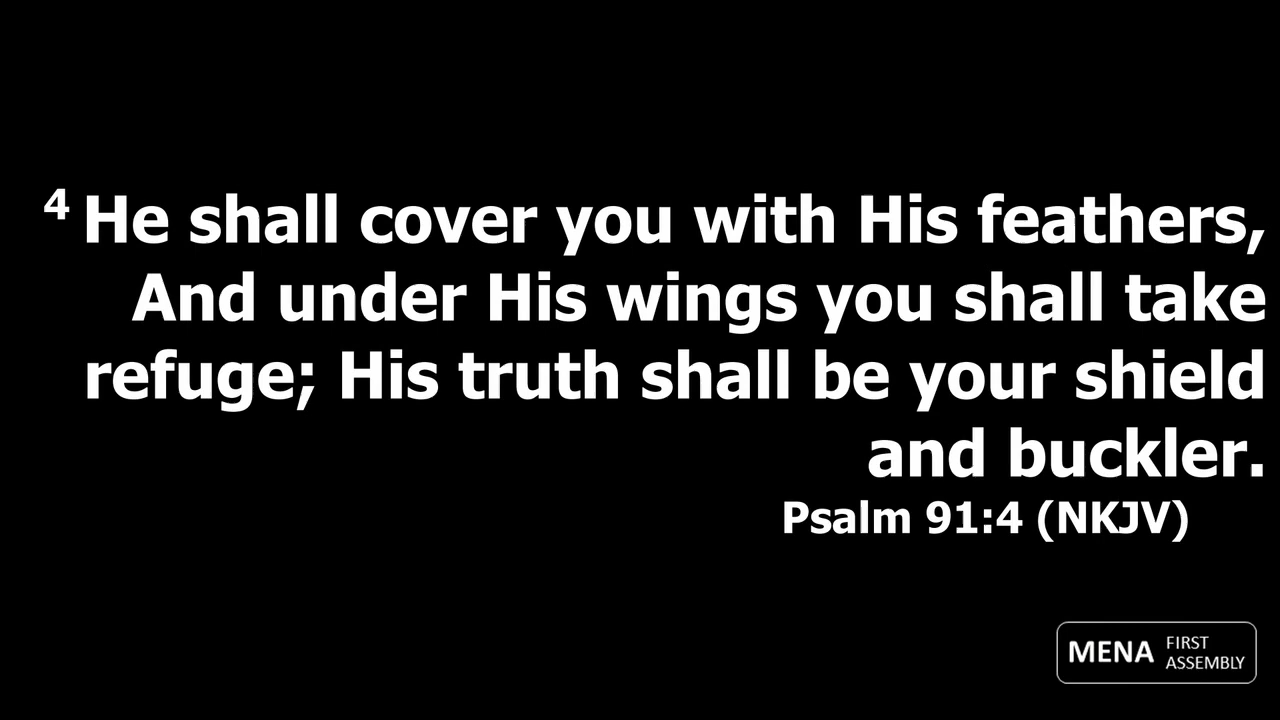 4 He shall cover you with His feathers,
And under His wings you shall take
refuge; His truth shall be your shield
and buckler.
Psalm 91:4 (NKJV)
MENA FIRST
ASSEMBLY